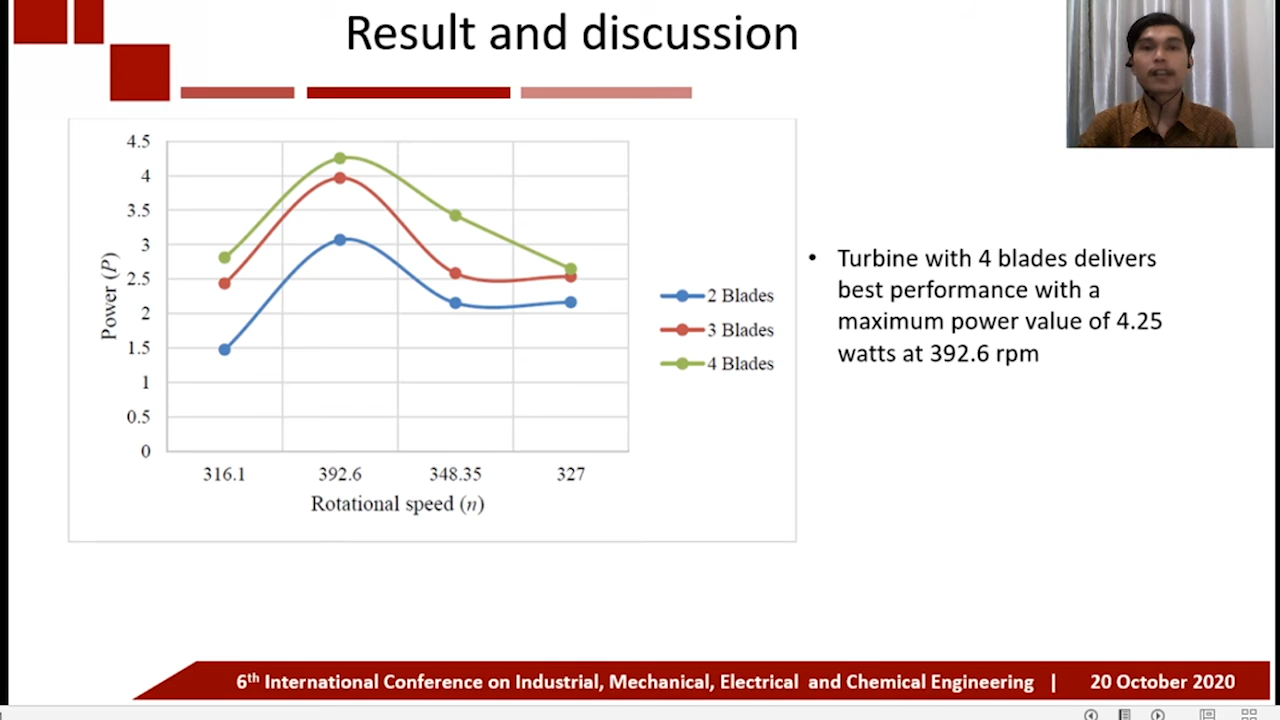 Result and discussion
4.5
4
3.5
3
2.5
2
1.5
1
0.5
0
Power (P)
316.1 392.6 348.35 327
Rotational speed (n)
2 Blades
3 Blades
4 Blades
• Turbine with 4 blades delivers
best performance with a
maximum power value of 4.25
watts at 392.6 rpm
6th International Conference on Industrial, Mechanical, Electrical and Chemical Engineering | 20 October 2020